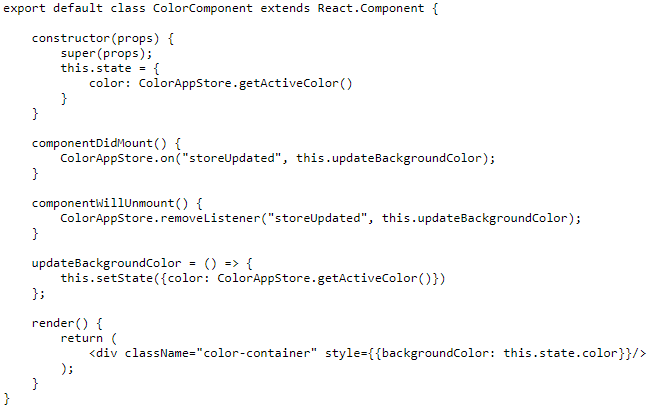 export default class ColorComponent extends React.Component {
constructor(props) {
super(props);
this.state = {
color: ColorAppStore.getActiveColor()
}
}
componentDidMount() {
ColorAppStore.on("storeUpdated", this.updateBackgroundColor);
}
componentWillUnmount() {
ColorAppStore.removeListener("storeUpdated", this.updateBackgroundColor);
}
updateBackgroundColor = () => {
this.setState({color: ColorAppStore.getActiveColor()})
};
render() {
return (
<div className="color-container" style={{backgroundColor: this.state.color}}/>
);
}
}